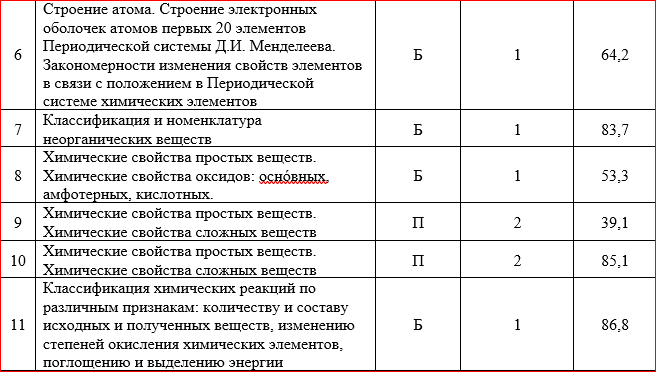 6
Строение атома. Строение электронных
оболочек атомов первых 20 элементов
Периодической системы Д.И. Менделеева.
Закономерности изменения свойств элементов
в связи с положением в Периодической
системе химических элементов
Б
1
64,2
7
Классификация и номенклатура
неорганических веществ
Б
1
83,7
8
Химические свойства простых веществ.
Химические свойства оксидов: оснóвных,
амфотерных, кислотных.
Б
1
53,3
9
Химические свойства простых веществ.
Химические свойства сложных веществ
П
2
39,1
10
Химические свойства простых веществ.
Химические свойства сложных веществ
П
2
85,1
11
Классификация химических реакций по
различным признакам: количеству и составу
исходных и полученных веществ, изменению
степеней окисления химических элементов,
поглощению и выделению энергии
Б
1
86,8